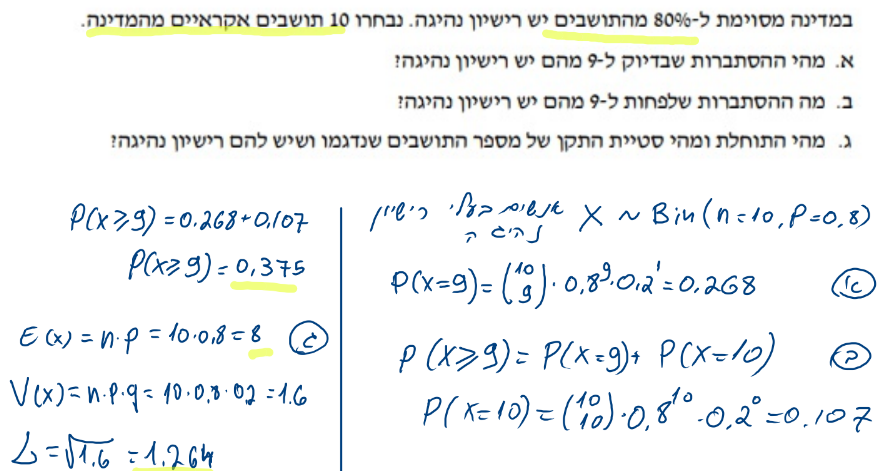 במדינה מסוימת ל-80% מהתושבים יש רישיון נהיגה. נבחרו 10 תושבים אקראיים מהמדינה.
א. מהי ההסתברות שבדיוק ל-9 מהם יש רישיון נהיגה?
ב. מה ההסתברות שלפחות ל-9 מהם יש רישיון נהיגה?
ג. מהי התוחלת ומהי סטיית התקן של מספר התושבים שנדגמו ושיש להם רישיון נהיגה?
X ~ Bin(n=10, P=0,8) אנשים בעלי רישיון
נהיגה
א. P(x=9) = (10 9) · 0,8^9 · 0,2^1 = 0,268
ב P(X⩾9) = P(X=9) + P(X=10)
P(X=10) = (10 10) · 0,8^10 · 0,2^0 = 0.107
P(X⩾9) = 0.268 + 0,107
P(X⩾9) = 0,375
ג E(x) = n·p = 10·0,8 = 8
V(x) = n·p·q = 10·0,8·0,2 = 1.6
= √1,6 = 1,264